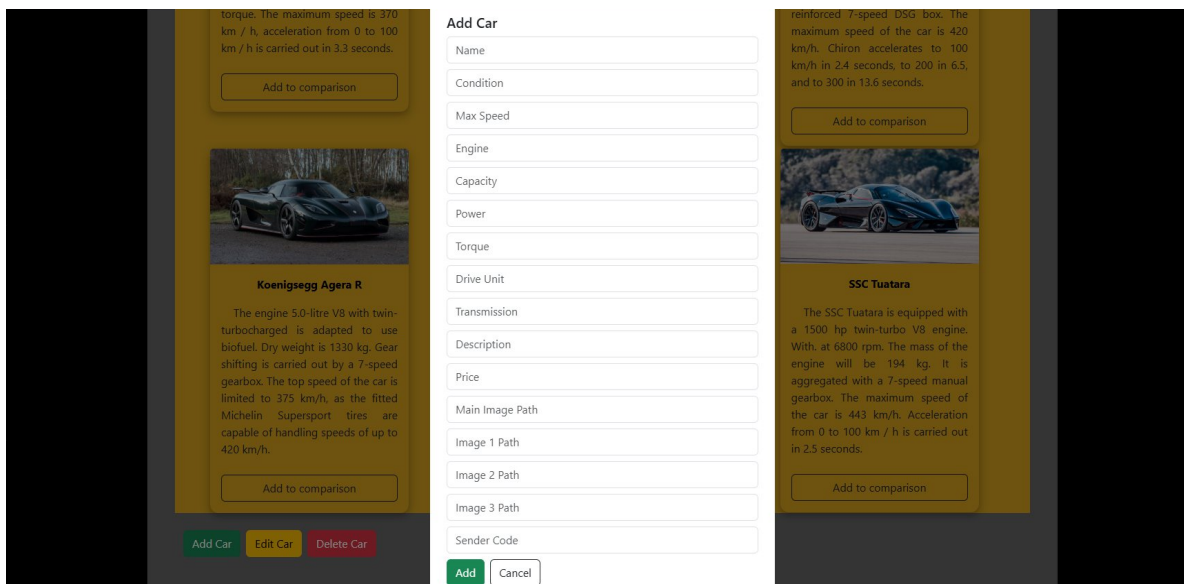 torque. The maximum speed is 370
km / h, acceleration from 0 to 100
km / h is carried out in 3.3 seconds.
Add to comparison
Koenigsegg Agera R
The engine 5.0-litre V8 with twin-
turbocharged is adapted to use
biofuel. Dry weight is 1330 kg. Gear
shifting is carried out by a 7-speed
gearbox. The top speed of the car is
limited to 375 km/h, as the fitted
Michelin Supersport tires are
capable of handling speeds of up to
420 km/h.
Add to comparison
Add Car
Edit Car
Delete Car
Add Car
Name
Condition
Max Speed
Engine
Capacity
Power
Torque
Drive Unit
Transmission
Description
Price
Main Image Path
Image 1 Path
Image 2 Path
Image 3 Path
Sender Code
Add
Cancel
reinforced 7-speed DSG box. The
maximum speed of the car is 420
km/h. Chiron accelerates to 100
km/h in 2.4 seconds, to 200 in 6.5,
and to 300 in 13.6 seconds.
Add to comparison
SSC Tuatara
The SSC Tuatara is equipped with
a 1500 hp twin-turbo V8 engine.
With. at 6800 rpm. The mass of the
engine will be 194 kg. It is
aggregated with a 7-speed manual
gearbox. The maximum speed of
the car is 443 km/h. Acceleration
from 0 to 100 km / h is carried out
in 2.5 seconds.
Add to comparison